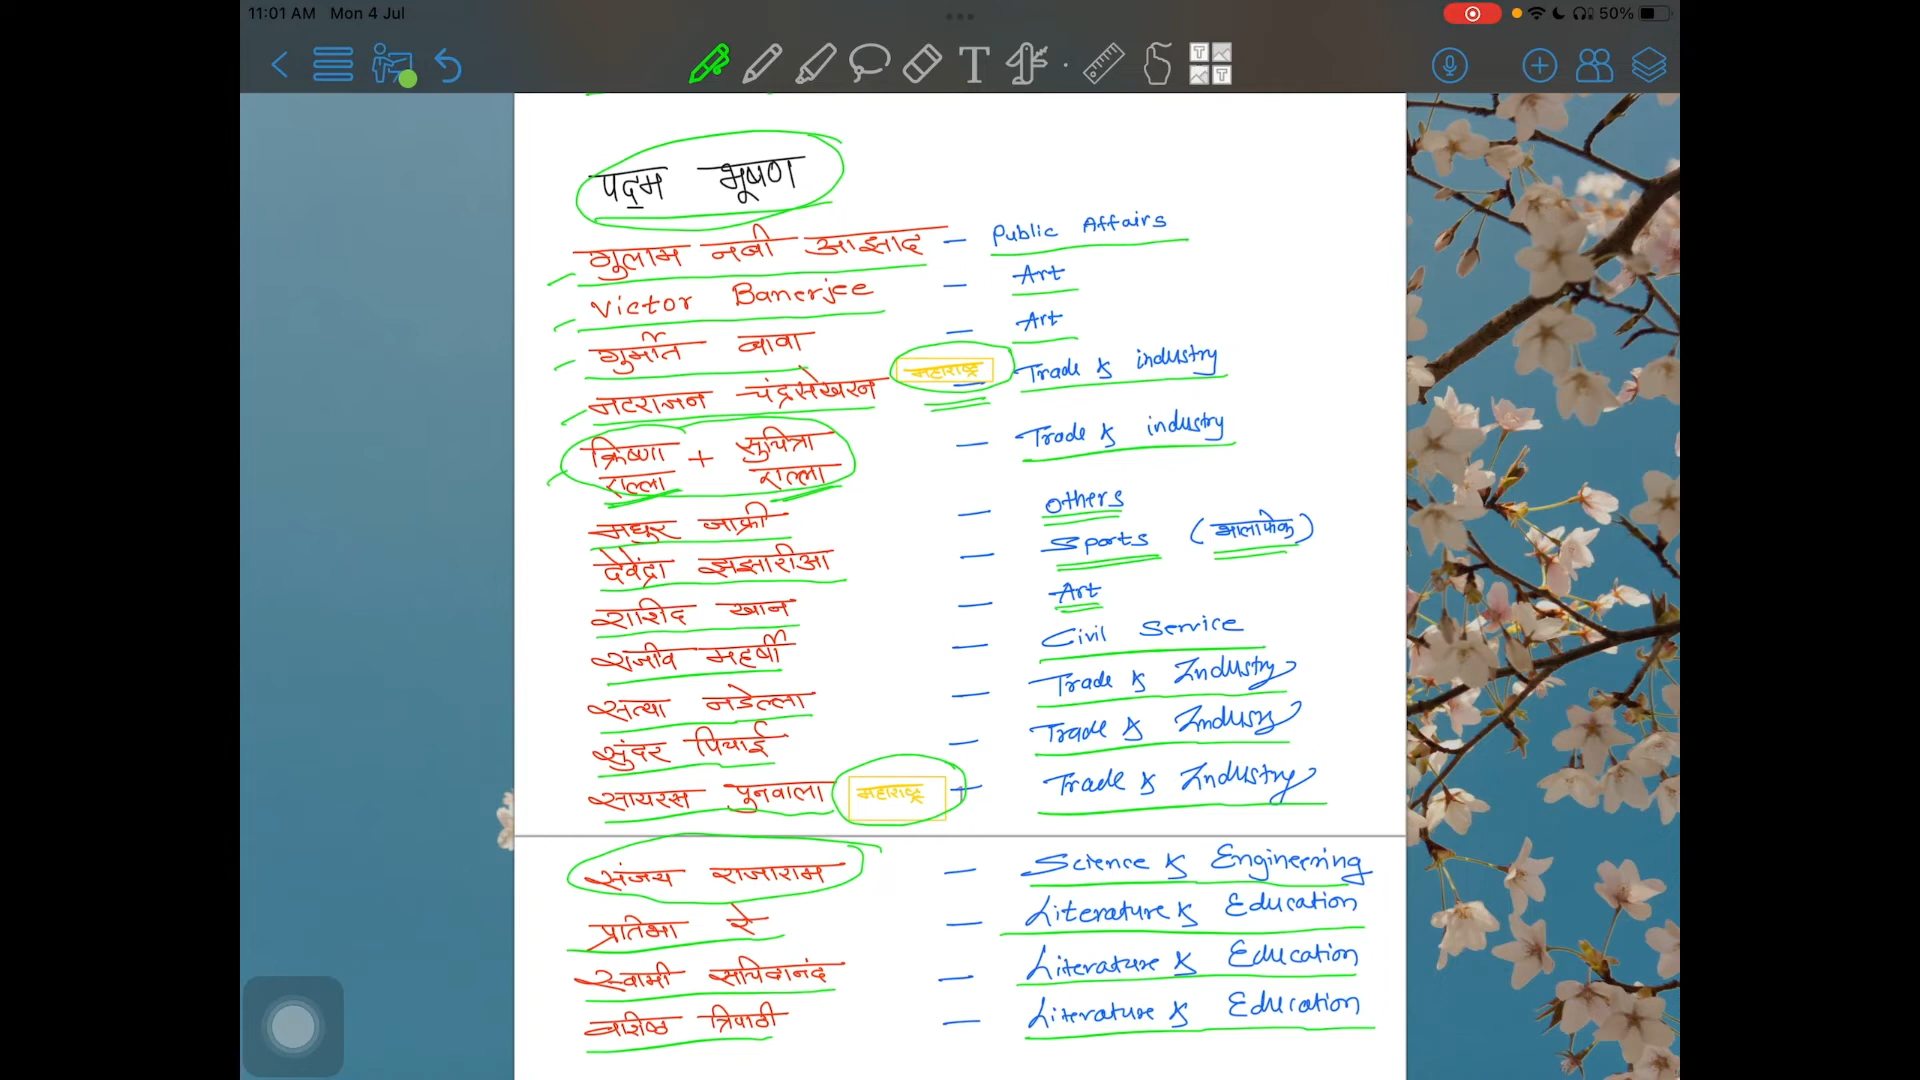 11:01 AM Mon 4 Jul 50%
पद्म भूषण
गुलाम नबी आझाद – Public Affairs
Victor Banerjee – Art
गुर्मीत बावा – Art
नटराजन चंद्रसेखरन महाराष्ट्र – Trade & industry
क्रिष्णा + सुचित्रा – Trade & industry
एल्ला एल्ला
मधुर जाफ्री – Others
देवेंद्रा झझारीआ – Sports (भालाफेक)
राशिद खान – Art
राजीव महर्षी – Civil Service
सत्या नडेल्ला – Trade & Industry
सुंदर पिचाई – Trade & Industry
सायरस पूनवाला महाराष्ट्र – Trade & Industry
संजय राजाराम – Science & Engineering
प्रतिभा रे – Literature & Education
स्वामी सचिदानंद – Literature & Education
वाशिष्ठ त्रिपाठी – Literature & Education